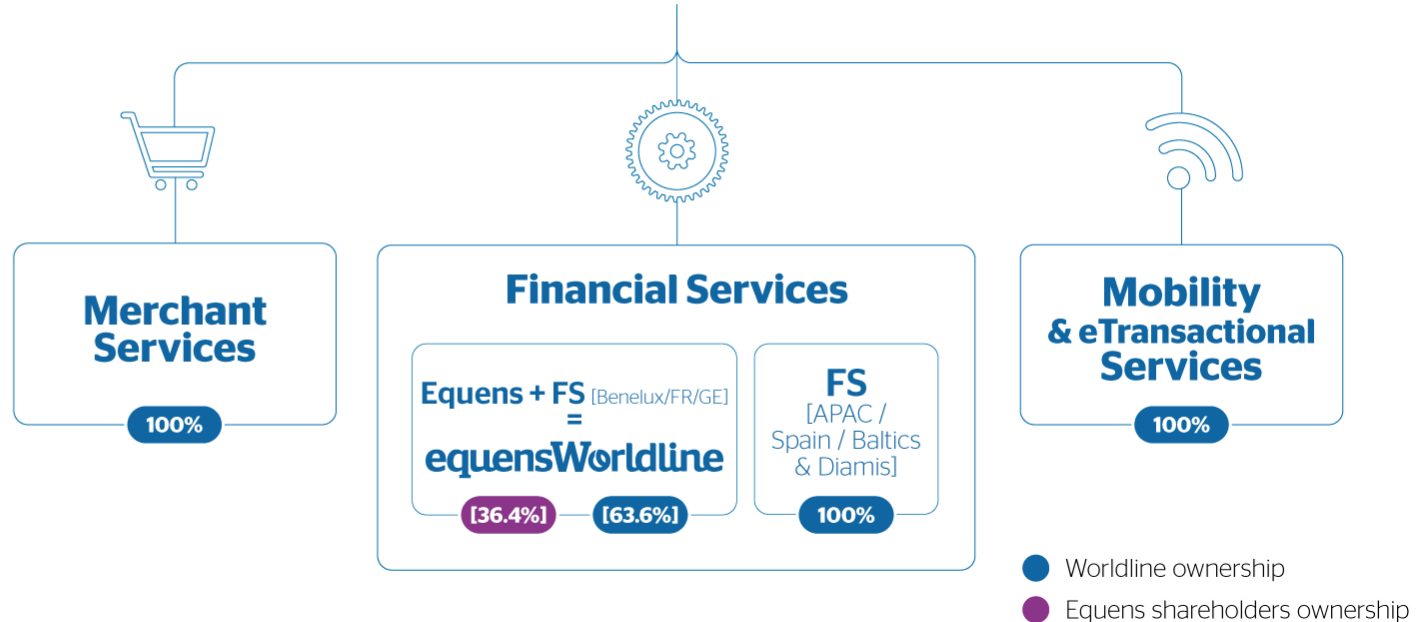 Merchant
Services
100%
Financial Services
Equens + FS [Benelux/FR/GE]
=
equensWorldline
[36.4%]
[63.6%]
FS
[APAC /
Spain / Baltics
& Diamis]
100%
Mobility
& eTransactional
Services
100%
Worldline ownership
Equens shareholders ownership